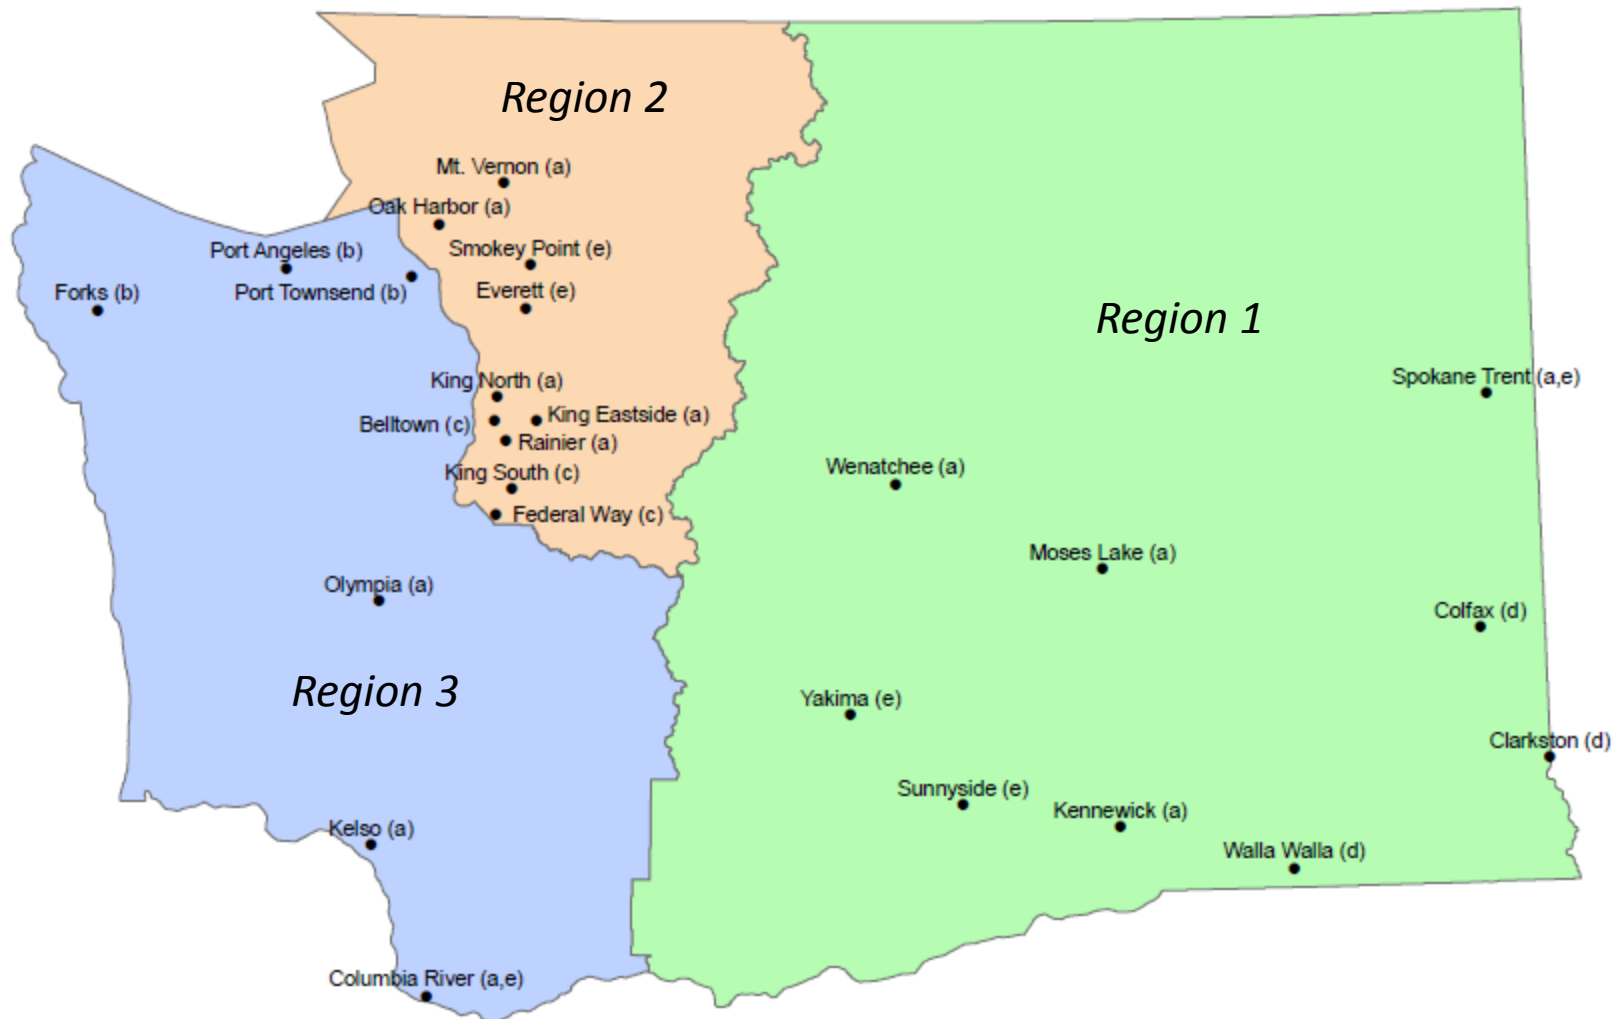 Region 2
Mt. Vernon (a)
Oak Harbor (a)
Smokey Point (e)
Port Angeles (b)
Everett (e)
Forks (b)
Port Townsend (b)
Region 1
King North (a)
Spokane Trent (a,e)
King Eastside (a)
Belltown (c)
Rainier (a)
Wenatchee (a)
King South (c)
Federal Way (c)
Moses Lake (a)
Olympia (a)
Colfax (d)
Region 3
Yakima (e)
Clarkston (d)
Sunnyside (e)
Kennewick (a)
Kelso (a)
Walla Walla (d)
Columbia River (a,e)